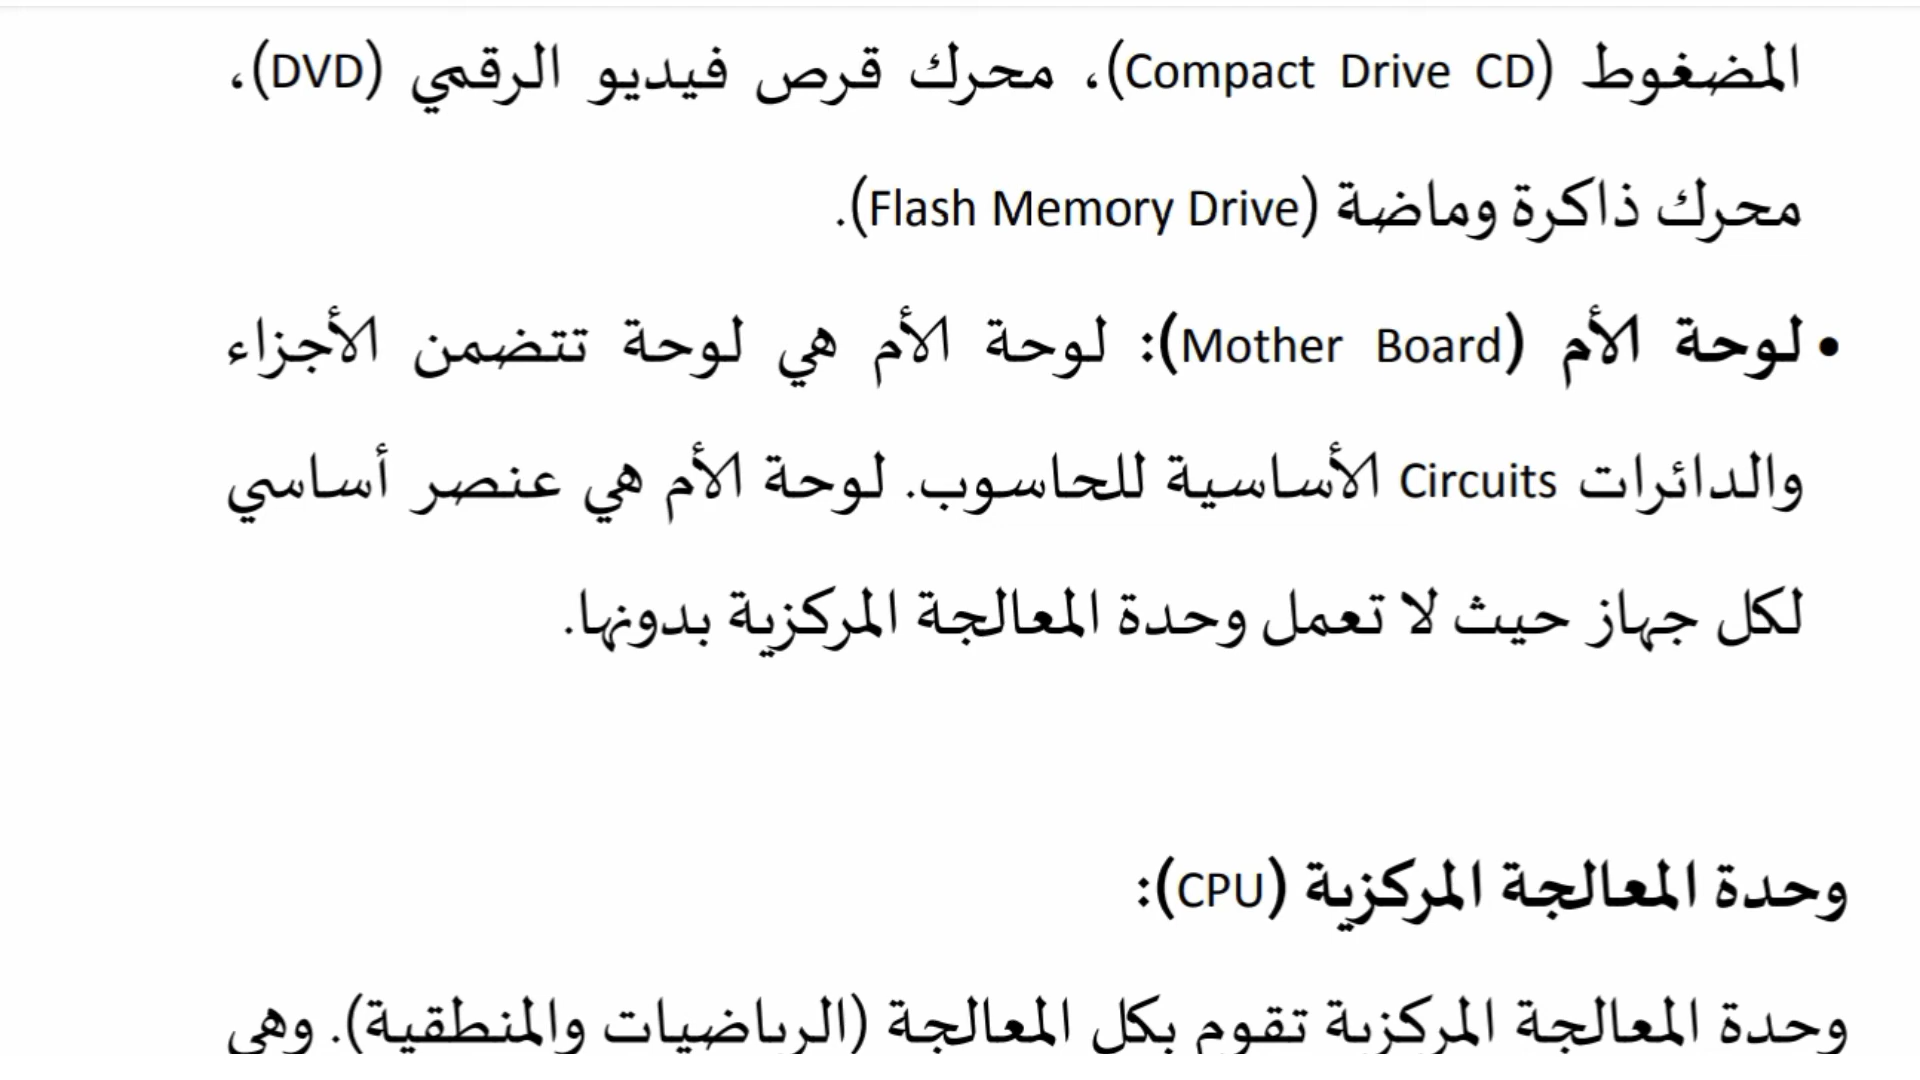 المضغوط (Compact Drive CD)، محرك قرص فيديو الرقمي (DVD)،
محرك ذاكرة وماضة (Flash Memory Drive).
• لوحة الأم (Mother Board): لوحة الأم هي لوحة تتضمن الأجزاء
والدائرات Circuits الأساسية للحاسوب. لوحة الأم هي عنصر أساسي
لكل جهاز حيث لا تعمل وحدة المعالجة المركزية بدونها.
وحدة المعالجة المركزية (CPU):
وحدة المعالجة المركزية تقوم بكل المعالجة (الرياضيات والمنطقية). وهي